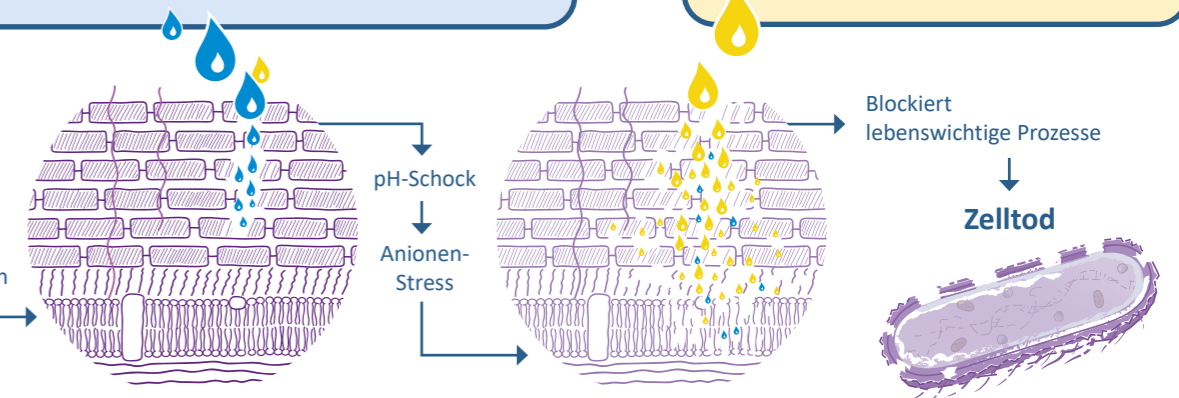 pH-Schock
Anionen-
Stress
Blockiert
lebenswichtige Prozesse
Zelltod